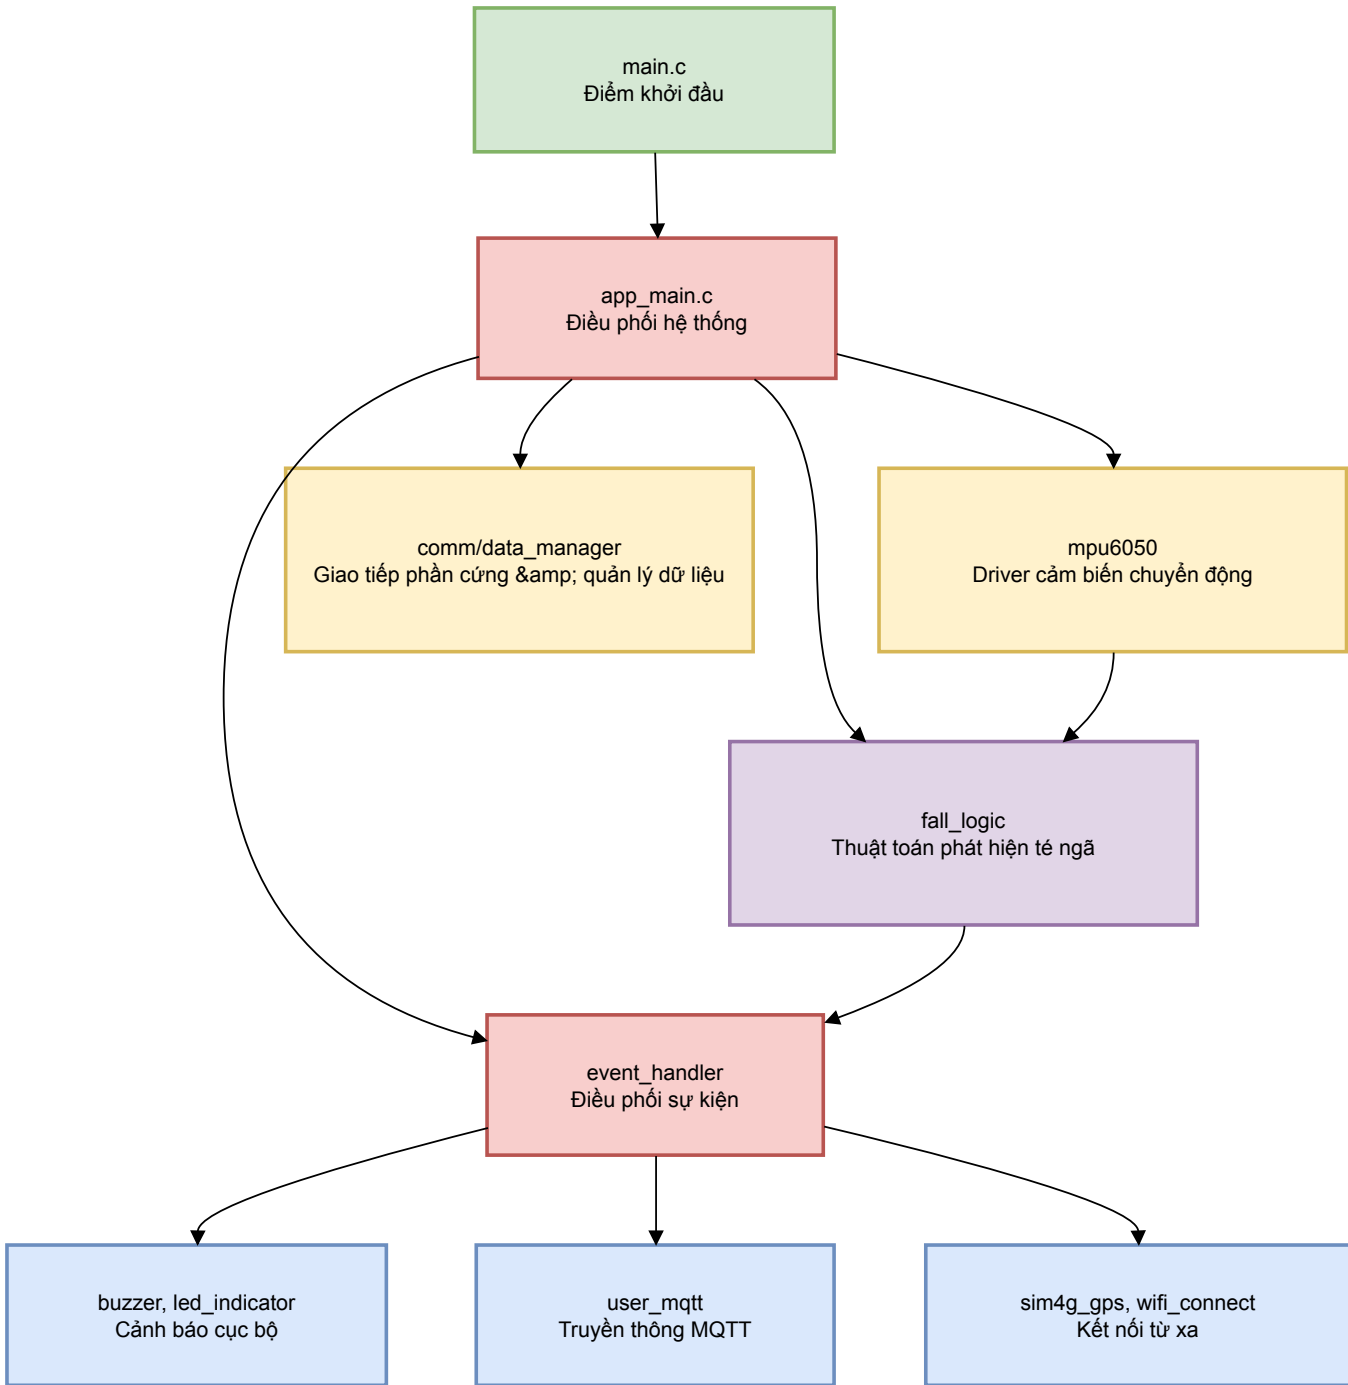 main.c
Điểm khởi đầu
app_main.c
Điều phối hệ thống
comm/data_manager
Giao tiếp phần cứng &amp; quản lý dữ liệu
mpu6050
Driver cảm biến chuyển động
fall_logic
Thuật toán phát hiện té ngã
event_handler
Điều phối sự kiện
buzzer, led_indicator
Cảnh báo cục bộ
user_mqtt
Truyền thông MQTT
sim4g_gps, wifi_connect
Kết nối từ xa